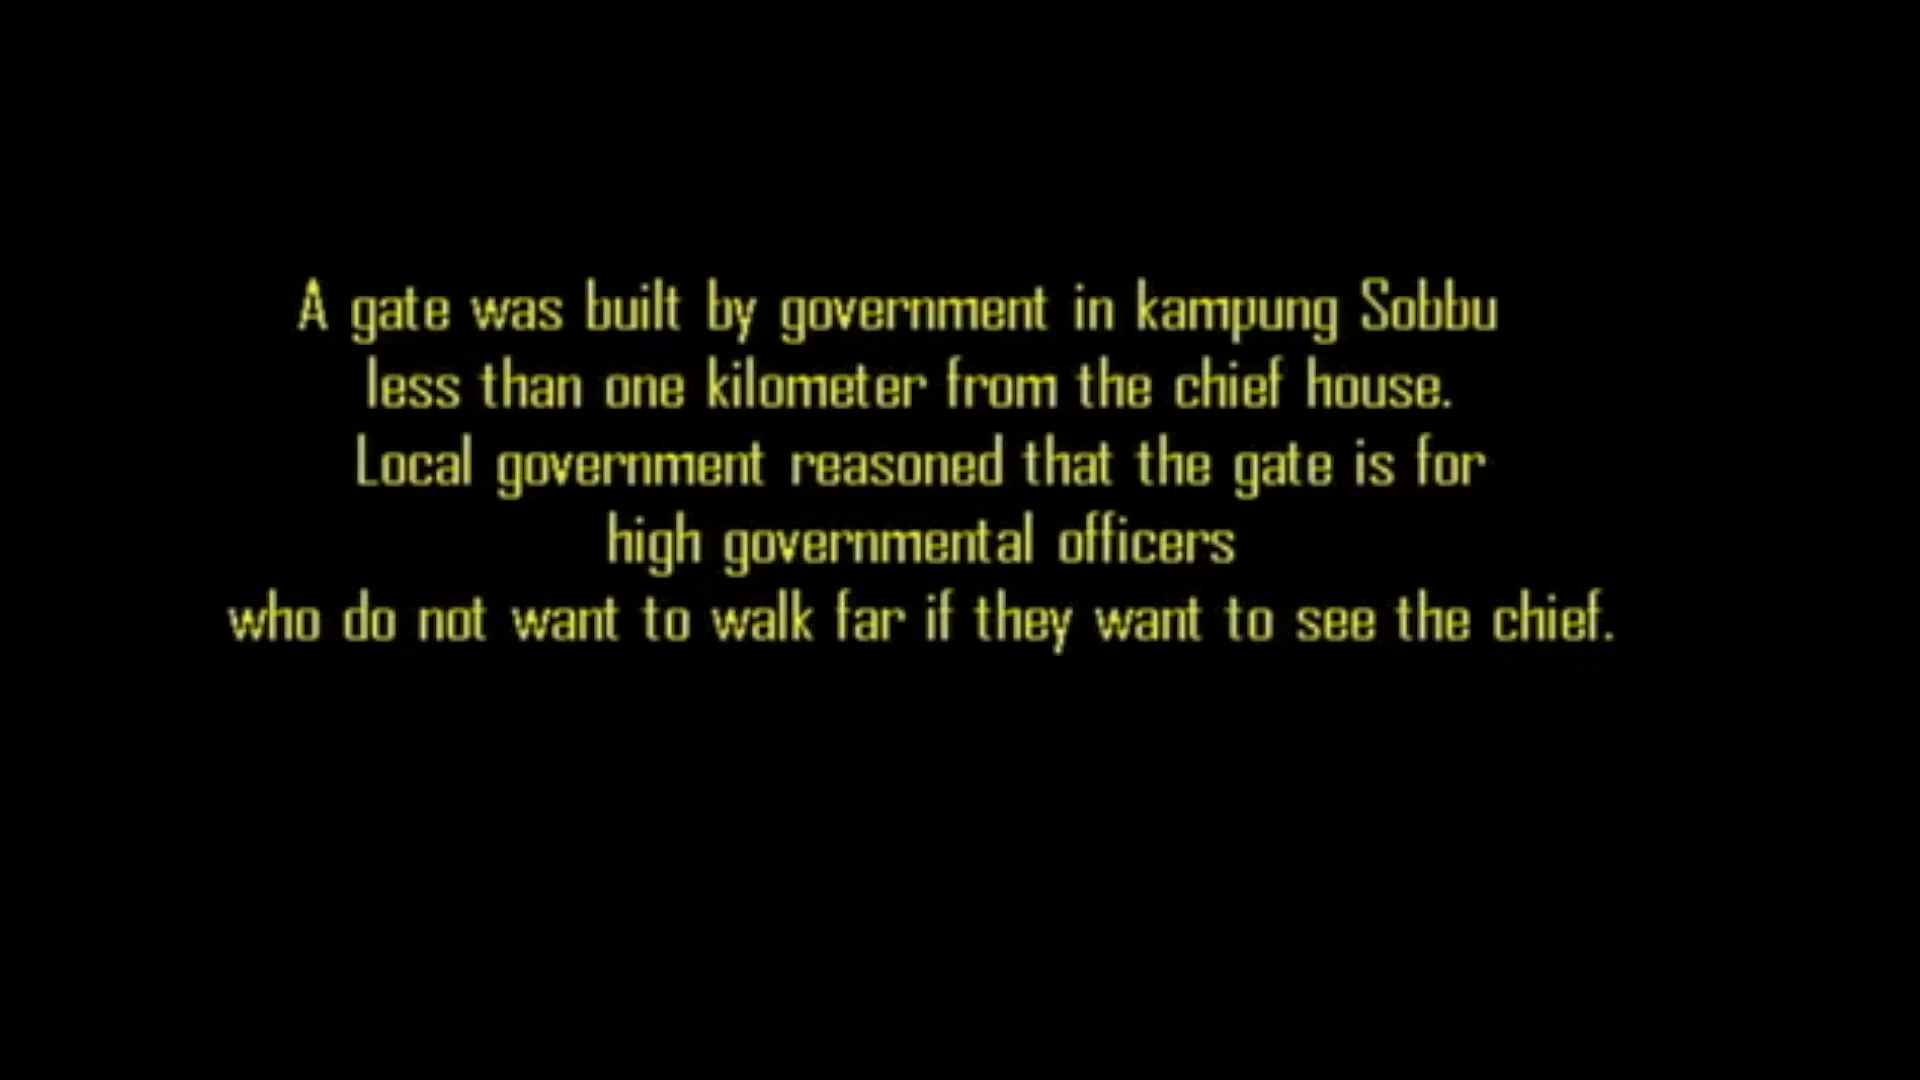 A gate was built by government in kampung Sobbu
less than one kilometer from the chief house.
Local government reasoned that the gate is for
high governmental officers
who do not want to walk far if they want to see the chief.